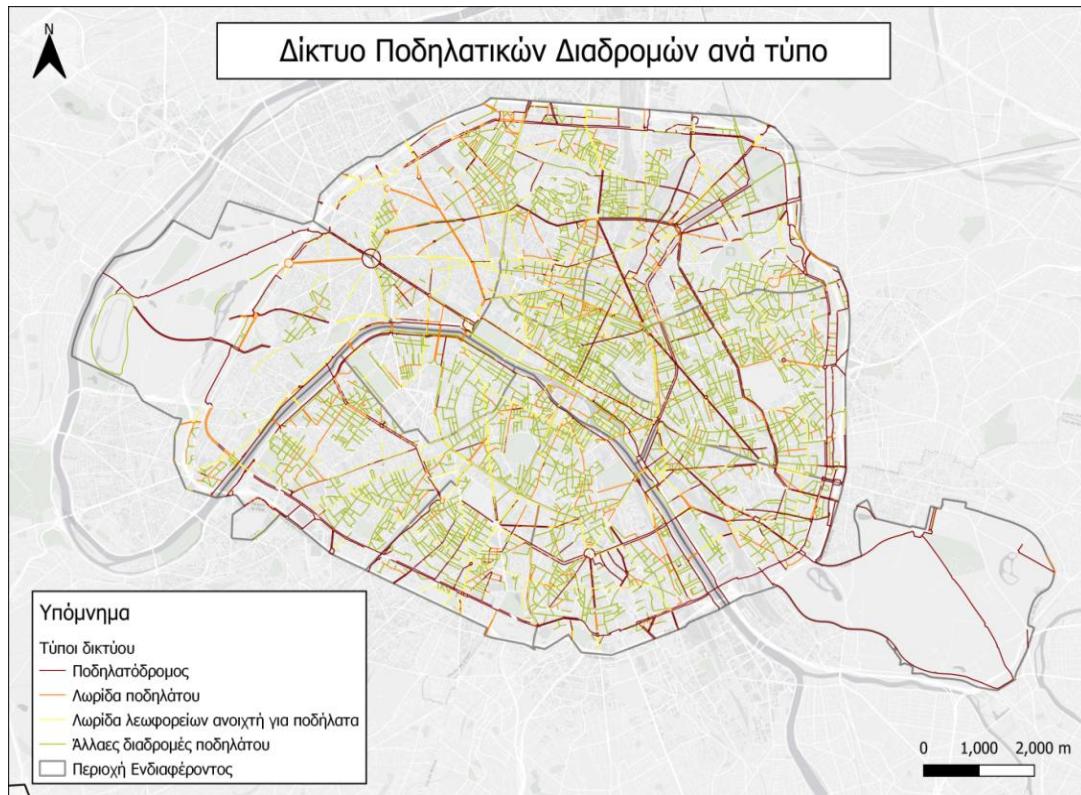 N
Δίκτυο Ποδηλατικών Διαδρομών ανά τύπο
Υπόμνημα
Τύποι δικτύου
Ποδηλατόδρομος
Λωρίδα ποδηλάτου
Λωρίδα λεωφορείων ανοιχτή για ποδήλατα
Άλλαες διαδρομές ποδηλάτου
Περιοχή Ενδιαφέροντος
0 1,000 2,000 m